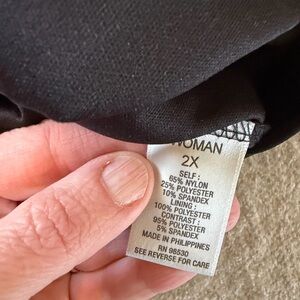 WOMAN
2X
SELF :
65% NYLON
25% POLYESTER
10% SPANDEX
LINING :
100% POLYESTER
CONTRAST :
95% POLYESTER
5% SPANDEX
MADE IN PHILIPPINES
RN 98530
SEE REVERSE FOR CARE